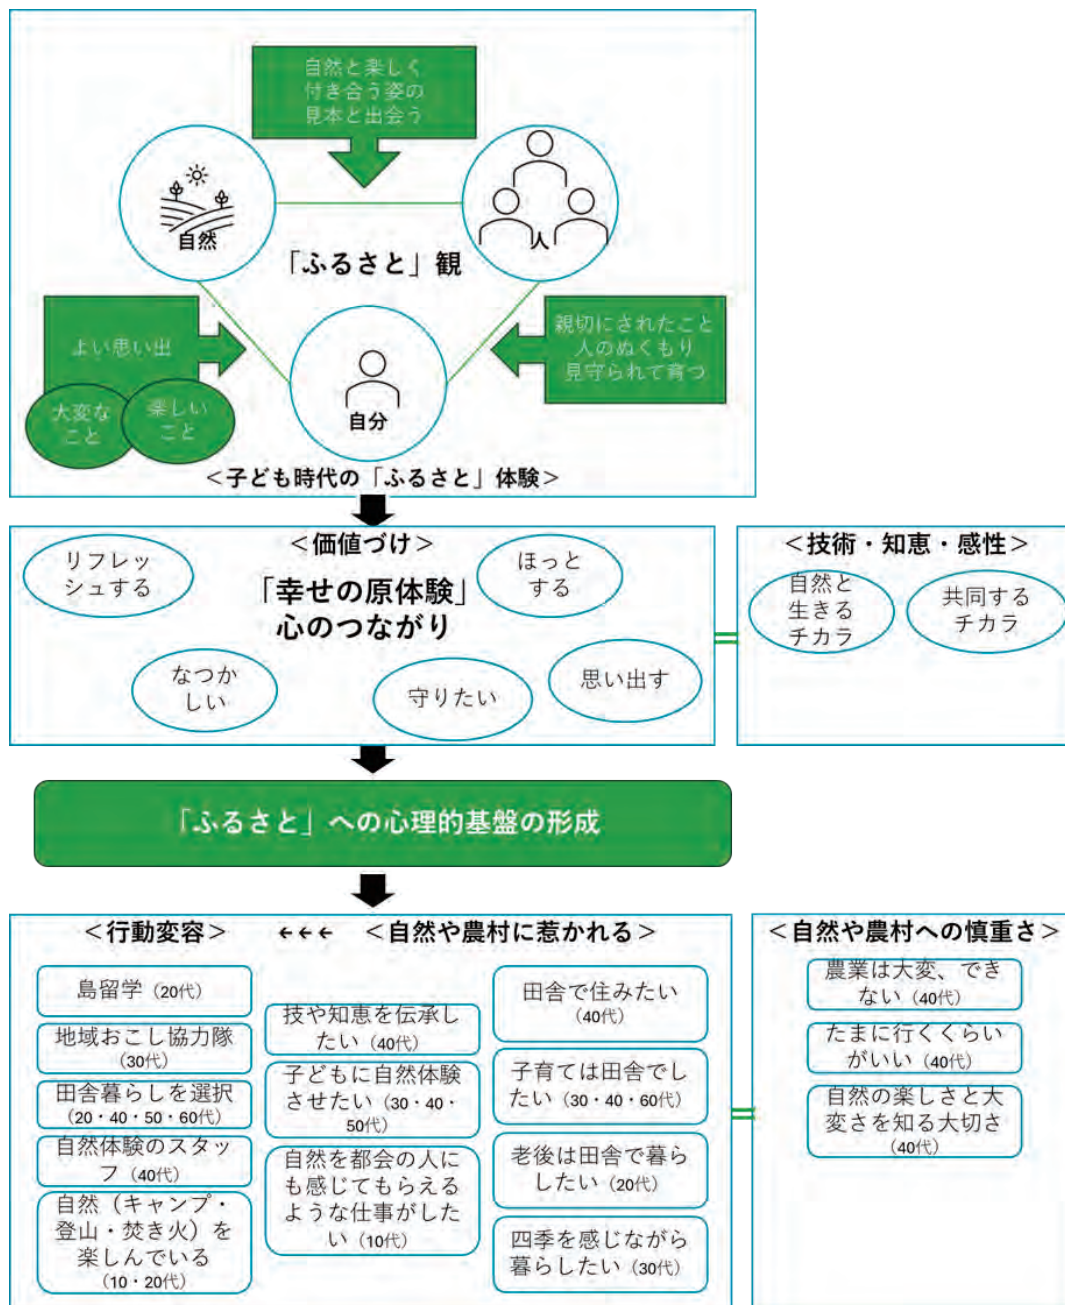 自然と楽しく
付き合う姿の
見本と出会う
自然
人
「ふるさと」観
よい思い出
大変な
こと
楽しい
こと
親切にされたこと
人のぬくもり
見守られて育つ
自分
＜子ども時代の「ふるさと」体験＞
＜価値づけ＞
「幸せの原体験」
心のつながり
リフレッ
シュする
ほっと
する
なつか
しい
守りたい
思い出す
＜技術・知恵・感性＞
自然と
生きる
チカラ
共同する
チカラ
「ふるさと」への心理的基盤の形成
＜行動変容＞ ←←← ＜自然や農村に惹かれる＞
島留学（20代）
地域おこし協力隊
（30代）
田舎暮らしを選択
（20・40・50・60代）
自然体験のスタッ
フ（40代）
自然（キャンプ・
登山・焚き火）を
楽しんでいる
（10・20代）
技や知恵を伝承し
たい（40代）
子どもに自然体験
させたい（30・40・
50代）
自然を都会の人に
も感じてもらえる
ような仕事がした
い（10代）
田舎で住みたい
（40代）
子育ては田舎でし
たい（30・40・60代）
老後は田舎で暮ら
したい（20代）
四季を感じながら
暮らしたい（30代）
＜自然や農村への慎重さ＞
農業は大変、でき
ない（40代）
たまに行くくらい
がいい（40代）
自然の楽しさと大
変さを知る大切さ
（40代）